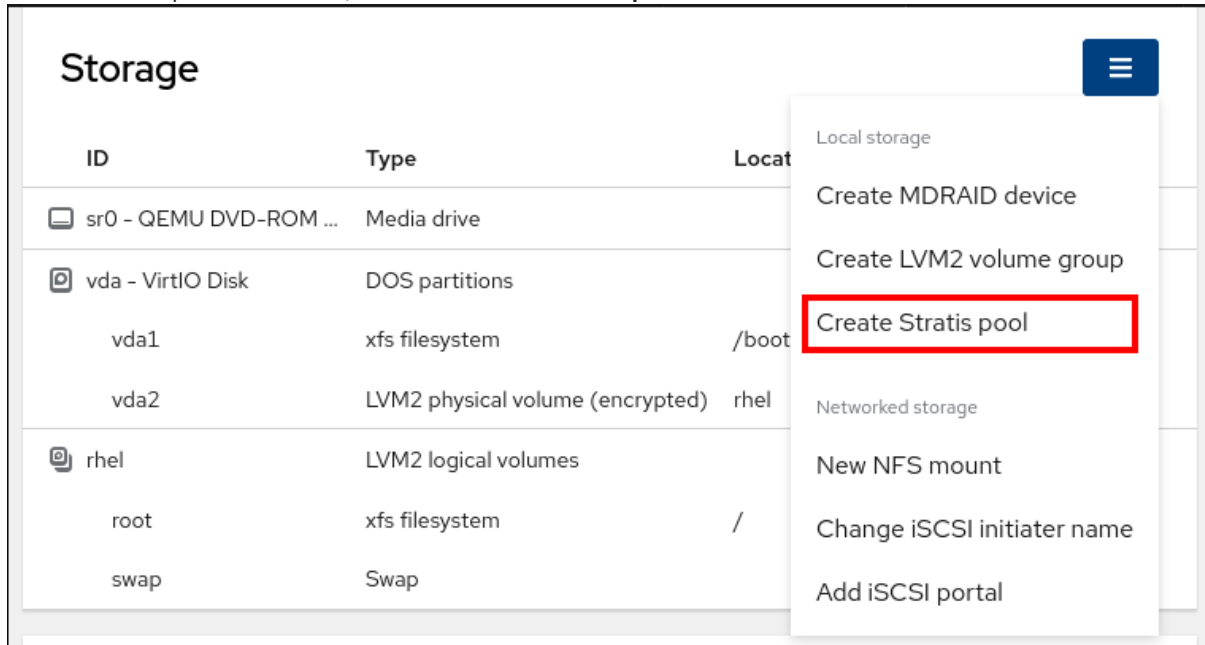 Storage
ID Type Locat
sr0 - QEMU DVD-ROM ... Media drive
vda - VirtIO Disk DOS partitions
vda1 xfs filesystem /boot
vda2 LVM2 physical volume (encrypted) rhel
rhel LVM2 logical volumes
root xfs filesystem /
swap Swap
Local storage
Create MDRAID device
Create LVM2 volume group
Create Stratis pool
Networked storage
New NFS mount
Change iSCSI initiater name
Add iSCSI portal